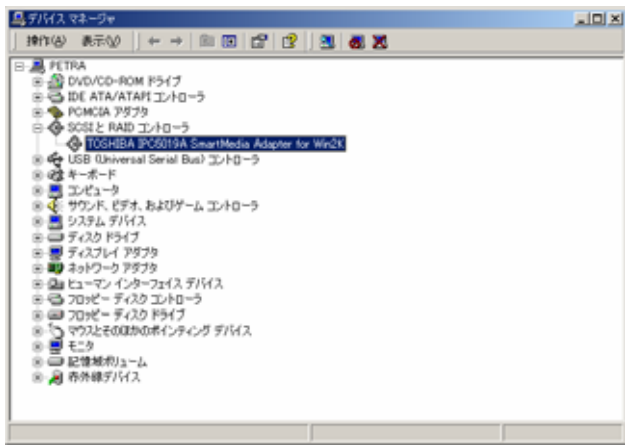 デバイス マネージャ
操作(A) 表示(V)
PETRA
DVD/CD-ROM ドライブ
IDE ATA/ATAPI コントローラ
PCMCIA アダプタ
SCSI と RAID コントローラ
TOSHIBA IPC5019A SmartMedia Adapter for Win2K
USB (Universal Serial Bus) コントローラ
キーボード
コンピュータ
サウンド、ビデオ、およびゲーム コントローラ
システム デバイス
ディスク ドライブ
ディスプレイ アダプタ
ネットワーク アダプタ
ヒューマン インターフェイス デバイス
フロッピー ディスク コントローラ
フロッピー ディスク ドライブ
マウスとそのほかのポインティング デバイス
モニタ
記憶域ボリューム
赤外線デバイス